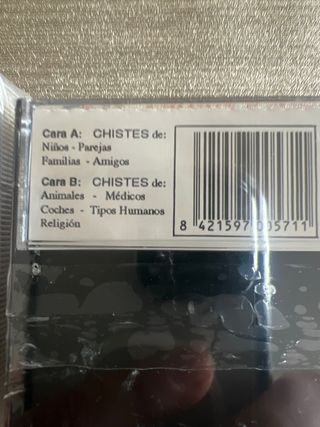 Cara A: CHISTES de:
Niños - Parejas
Familias - Amigos
Cara B: CHISTES de:
Animales - Médicos
Coches - Tipos Humanos
Religión
8 421597 005711